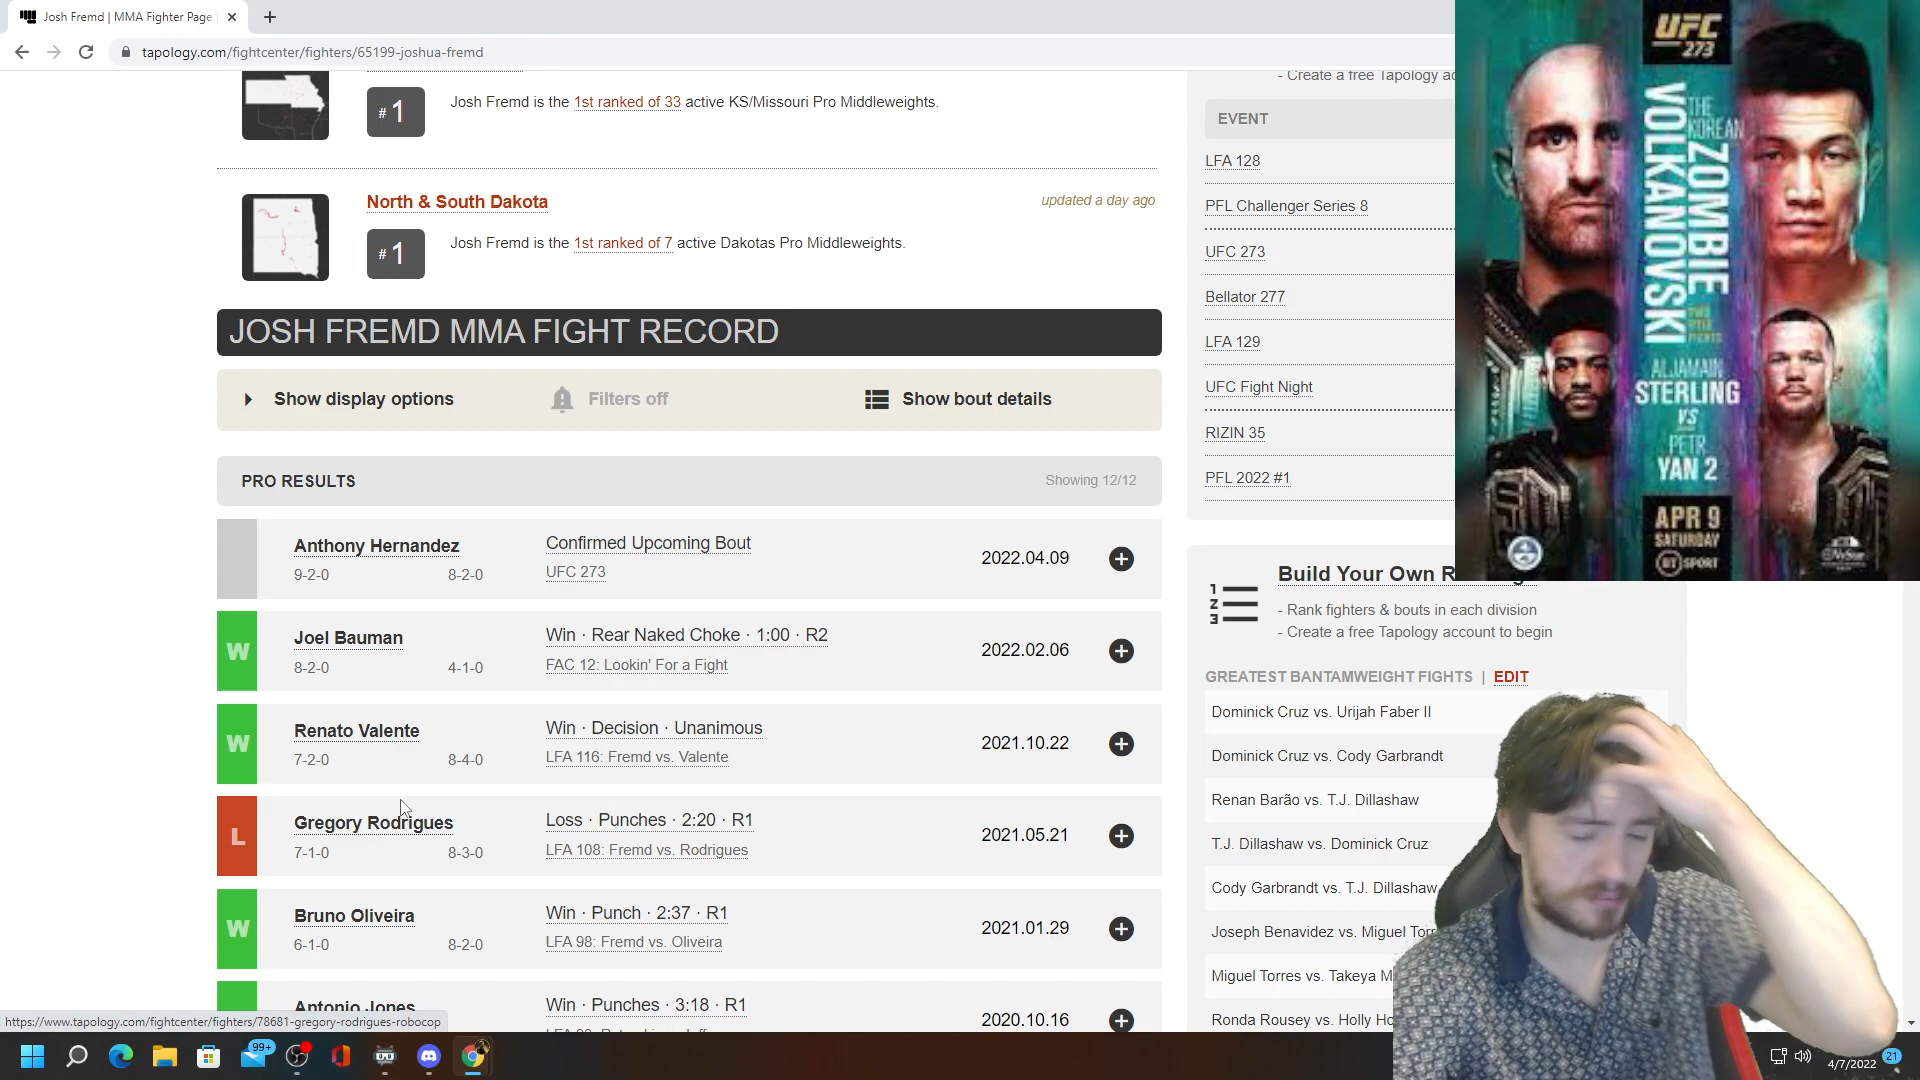 Josh Fremd | MMA Fighter Page
tapology.com/fightcenter/fighters/65199-joshua-fremd
#1
Josh Fremd is the 1st ranked of 33 active KS/Missouri Pro Middleweights.
North & South Dakota
updated a day ago
#1
Josh Fremd is the 1st ranked of 7 active Dakotas Pro Middleweights.
JOSH FREMD MMA FIGHT RECORD
Show display options
Filters off
Show bout details
PRO RESULTS
Showing 12/12
Anthony Hernandez
9-2-0
8-2-0
Confirmed Upcoming Bout
UFC 273
2022.04.09
W
Joel Bauman
8-2-0
4-1-0
Win · Rear Naked Choke · 1:00 · R2
FAC 12: Lookin' For a Fight
2022.02.06
W
Renato Valente
7-2-0
8-4-0
Win · Decision · Unanimous
LFA 116: Fremd vs. Valente
2021.10.22
L
Gregory Rodrigues
7-1-0
8-3-0
Loss · Punches · 2:20 · R1
LFA 108: Fremd vs. Rodrigues
2021.05.21
W
Bruno Oliveira
6-1-0
8-2-0
Win · Punch · 2:37 · R1
LFA 98: Fremd vs. Oliveira
2021.01.29
Antonio Jones
Win · Punches · 3:18 · R1
2020.10.16
- Create a free Tapology
EVENT
LFA 128
PFL Challenger Series 8
UFC 273
Bellator 277
LFA 129
UFC Fight Night
RIZIN 35
PFL 2022 #1
1
2
3
Build Your Own
- Rank fighters & bouts in each division
- Create a free Tapology account to begin
GREATEST BANTAMWEIGHT FIGHTS | EDIT
Dominick Cruz vs. Urijah Faber II
Dominick Cruz vs. Cody Garbrandt
Renan Barão vs. T.J. Dillashaw
T.J. Dillashaw vs. Dominick Cruz
Cody Garbrandt vs. T.J. Dillashaw
Joseph Benavidez vs. Miguel
Miguel Torres vs. Takeya
Ronda Rousey vs. Holly
UFC
273
VOLKANOVSKI
THE KOREAN
ZOMBIE
ALJAMAIN
STERLING
VS
PETR
YAN 2
APR 9
SATURDAY
BT SPORT
https://www.tapology.com/fightcenter/fighters/78681-gregory-rodrigues-robocop
99+
4/7/2022
21